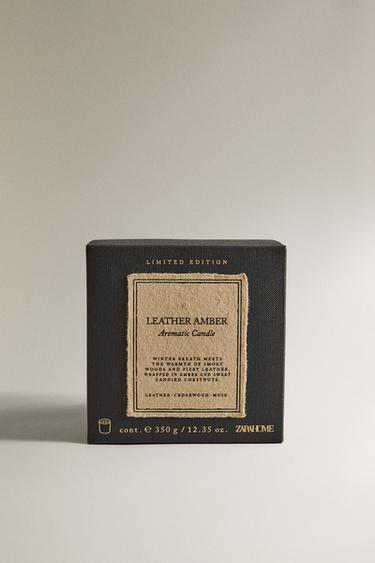 LIMITED EDITION
LEATHER AMBER
Aromatic Candle
WINTER BREATH MEETS
THE WARMTH OF SMOKY
WOODS AND FIERY LEATHER,
WRAPPED IN AMBER AND SWEET
CANDIED CHESTNUTS.
LEATHER · CEDARWOOD · MUSK
cont. ℮ 350 g / 12.35 oz. ZARAHOME